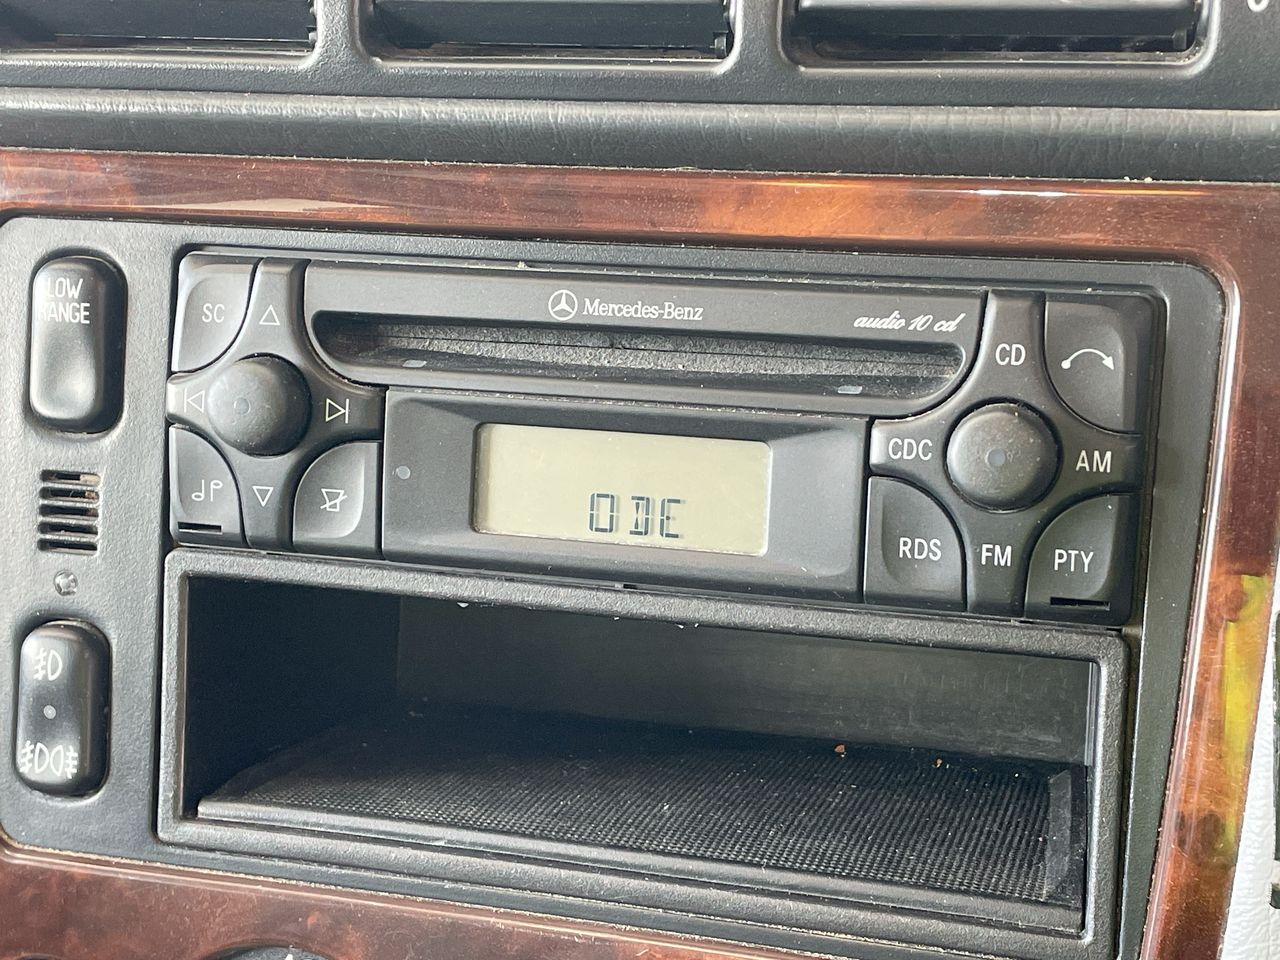 LOW
RANGE
SC
Mercedes-Benz
audio 10 cd
CD
CDC
AM
ODE
RDS
FM
PTY